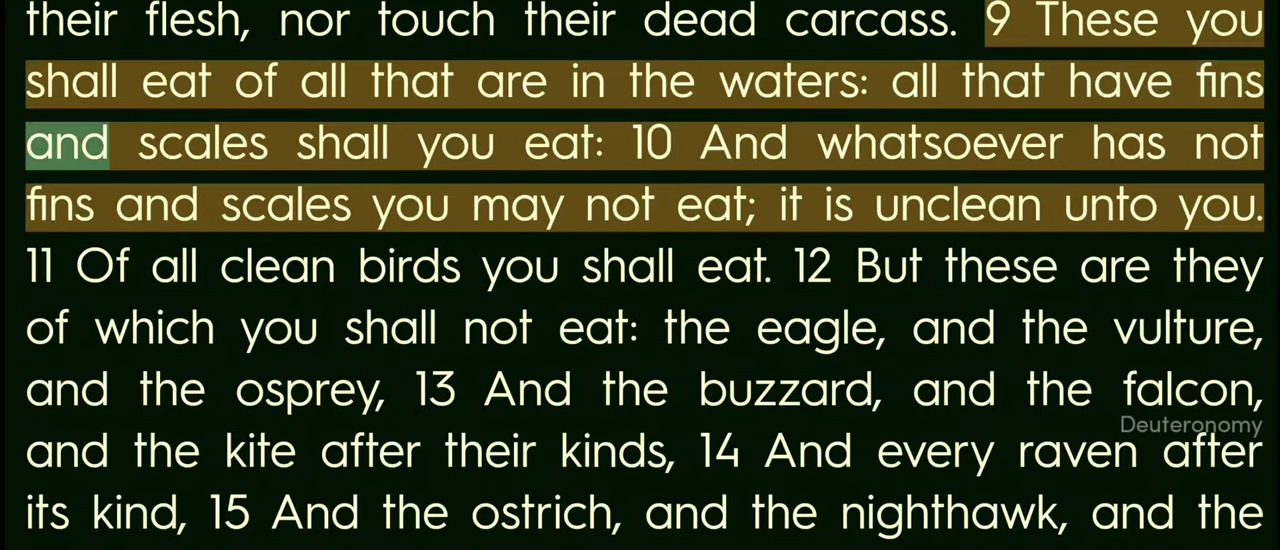 their flesh, nor touch their dead carcass. 9 These you
shall eat of all that are in the waters: all that have fins
and scales shall you eat: 10 And whatsoever has not
fins and scales you may not eat; it is unclean unto you.
11 Of all clean birds you shall eat. 12 But these are they
of which you shall not eat: the eagle, and the vulture,
and the osprey, 13 And the buzzard, and the falcon,
Deuteronomy
and the kite after their kinds, 14 And every raven after
its kind, 15 And the ostrich, and the nighthawk, and the